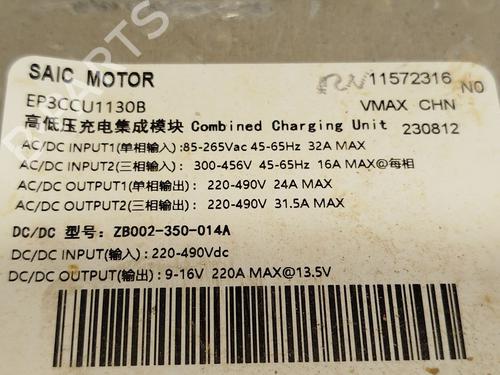 SAIC MOTOR
11572316 N0
EP3CCU1130B
VMAX CHN
高低压充电集成模块 Combined Charging Unit 230812
AC/DC INPUT1(单相输入):85-265Vac 45-65Hz 32A MAX
AC/DC INPUT2(三相输入): 300-456V 45-65Hz 16A MAX@每相
AC/DC OUTPUT1(单相输出): 220-490V 24A MAX
AC/DC OUTPUT2(三相输出): 220-490V 31.5A MAX
DC/DC 型号: ZB002-350-014A
DC/DC INPUT(输入):220-490Vdc
DC/DC OUTPUT(输出):9-16V 220A MAX@13.5V